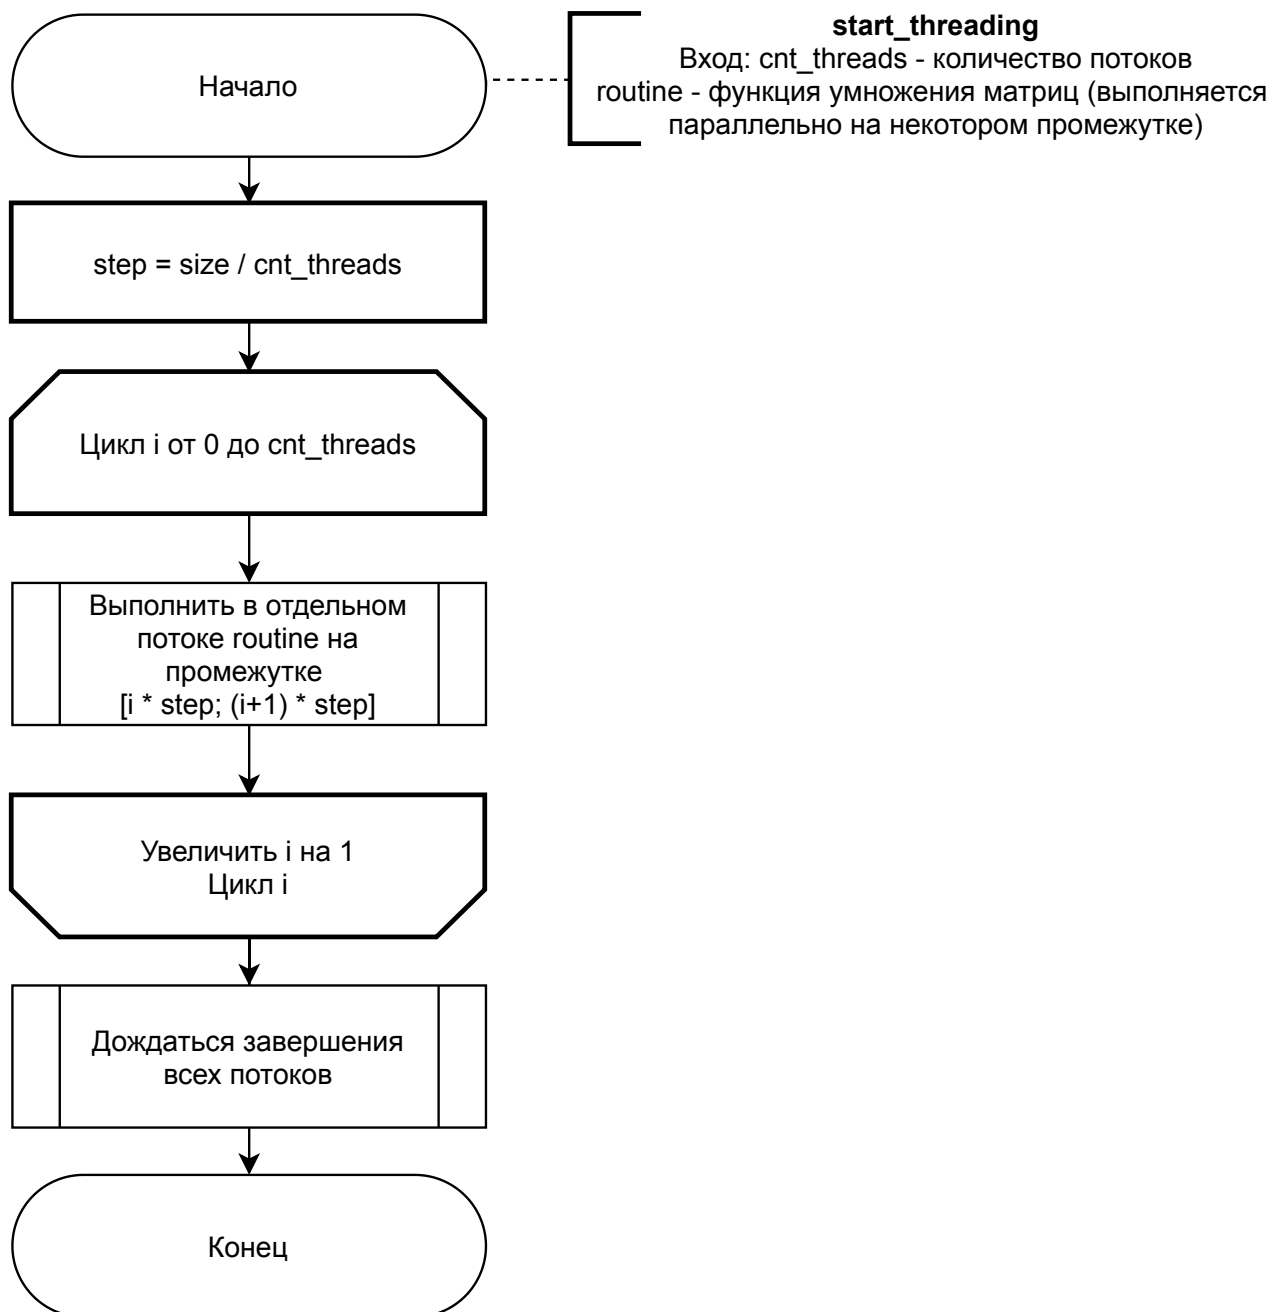 Начало
start_threading
Вход: cnt_threads - количество потоков
routine - функция умножения матриц (выполняется
параллельно на некотором промежутке)
step = size / cnt_threads
Цикл i от 0 до cnt_threads
Выполнить в отдельном
потоке routine на
промежутке
[i * step; (i+1) * step]
Увеличить i на 1
Цикл i
Дождаться завершения
всех потоков
Конец